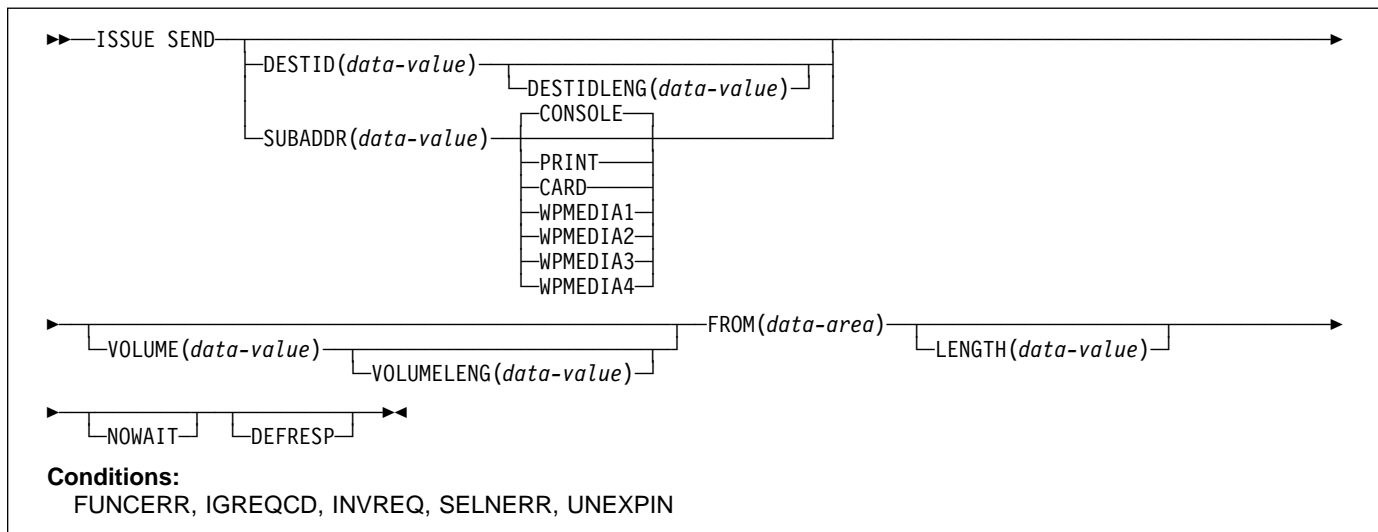 ISSUE SEND
DESTID(data-value)
DESTIDLENG(data-value)
CONSOLE
SUBADDR(data-value)
PRINT
CARD
WPMEDIA1
WPMEDIA2
WPMEDIA3
WPMEDIA4
FROM(data-area)
VOLUME(data-value)
LENGTH(data-value)
VOLUMELENG(data-value)
NOWAIT DEFRESP
Conditions:
FUNCERR, IGREQCD, INVREQ, SELNERR, UNEXPIN